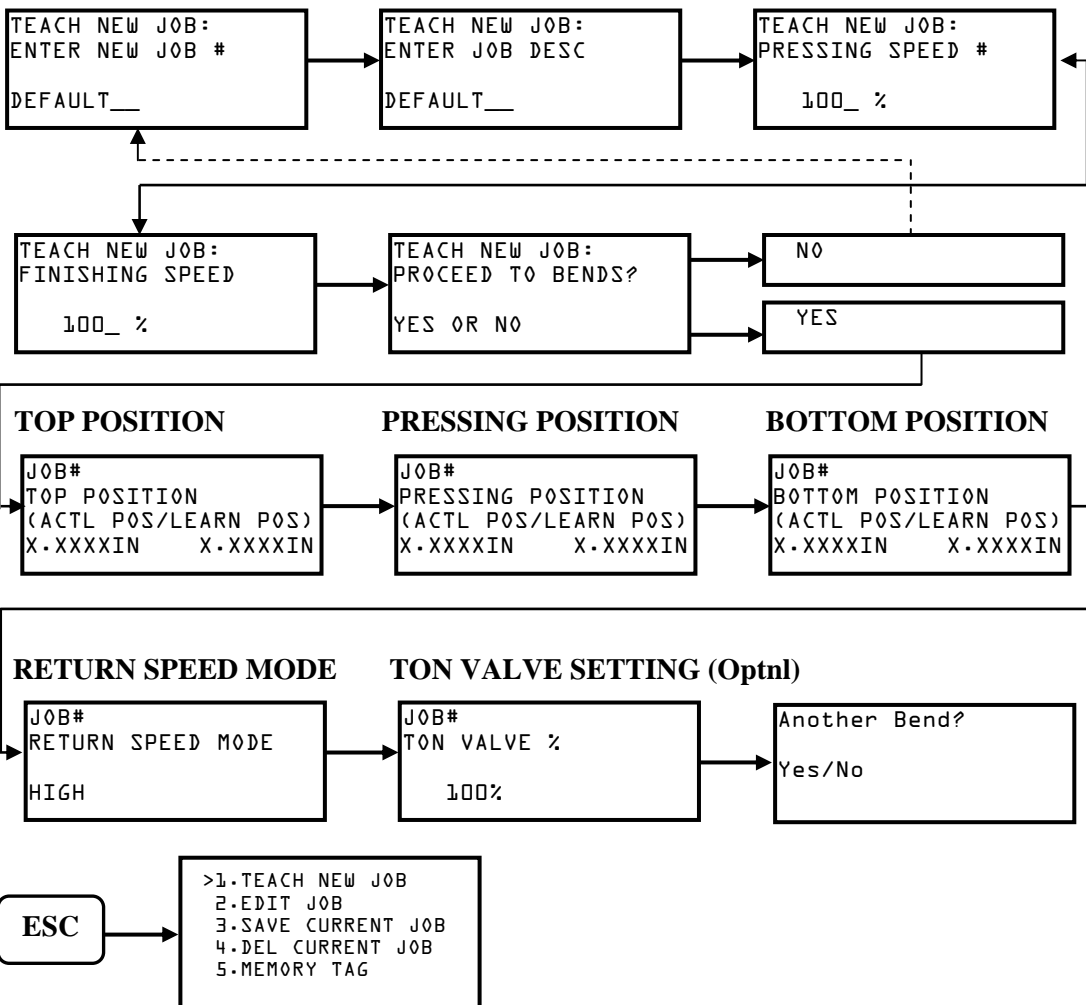 TEACH NEW JOB:
ENTER NEW JOB #
DEFAULT__
TEACH NEW JOB:
ENTER JOB DESC
DEFAULT__
TEACH NEW JOB:
PRESSING SPEED #
100_ %
TEACH NEW JOB:
FINISHING SPEED
100_ %
TEACH NEW JOB:
PROCEED TO BENDS?
YES OR NO
NO
YES
TOP POSITION
JOB#
TOP POSITION
(ACTL POS/LEARN POS)
X.XXXXIN X.XXXXIN
PRESSING POSITION
JOB#
PRESSING POSITION
(ACTL POS/LEARN POS)
X.XXXXIN X.XXXXIN
BOTTOM POSITION
JOB#
BOTTOM POSITION
(ACTL POS/LEARN POS)
X.XXXXIN X.XXXXIN
RETURN SPEED MODE
JOB#
RETURN SPEED MODE
HIGH
TON VALVE SETTING (Optnl)
JOB#
TON VALVE %
100%
Another Bend?
Yes/No
ESC
>1.TEACH NEW JOB
2.EDIT JOB
3.SAVE CURRENT JOB
4.DEL CURRENT JOB
5.MEMORY TAG